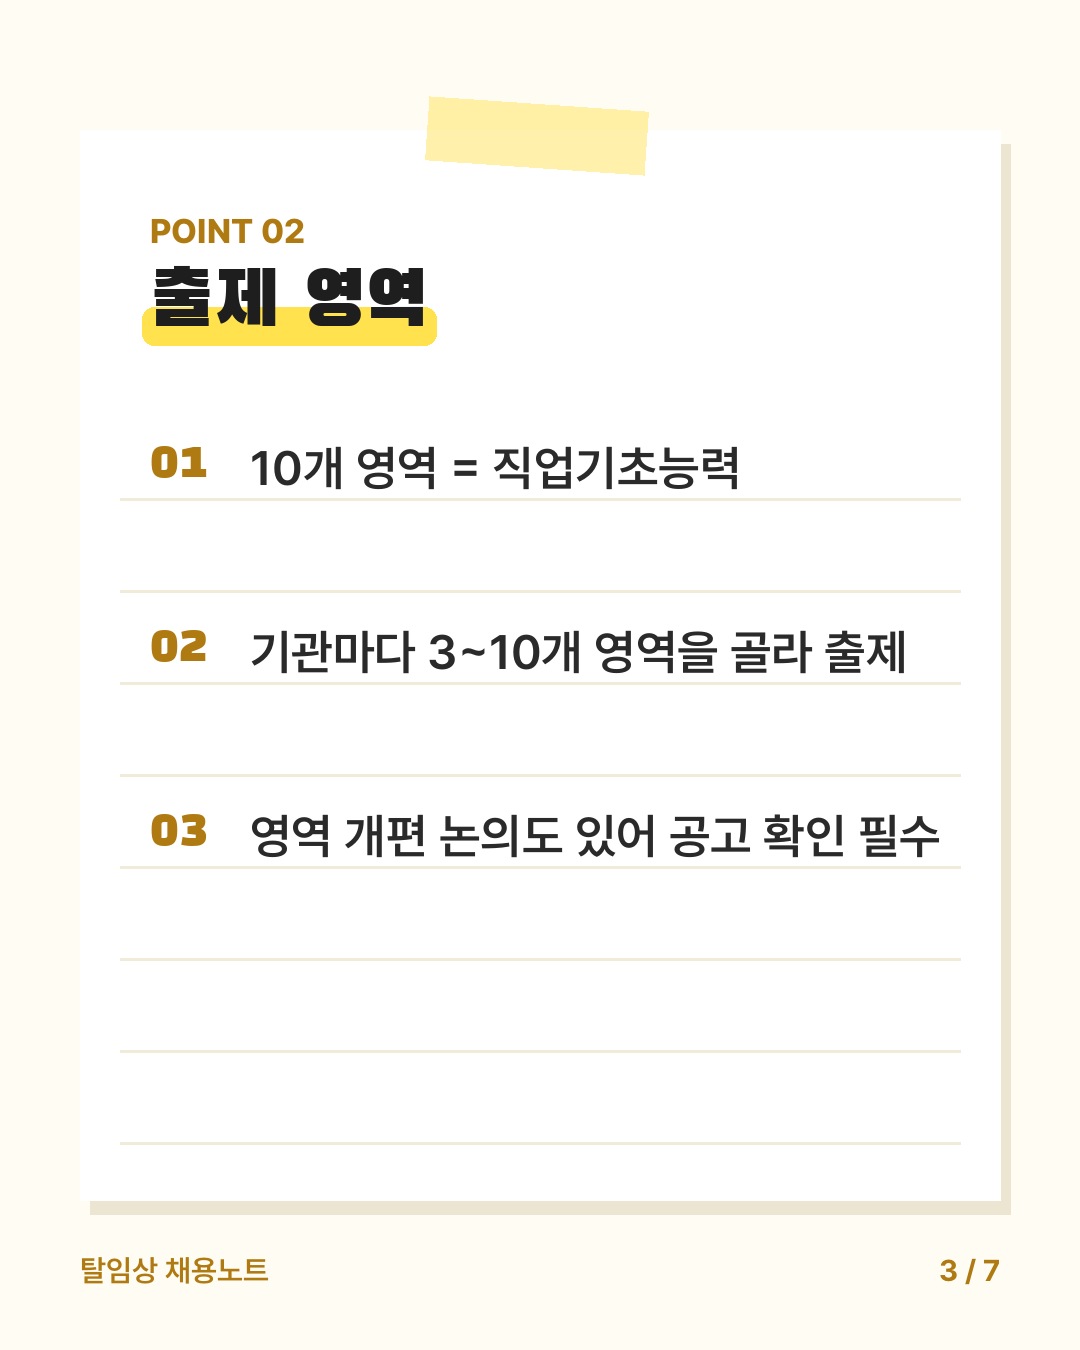 POINT 02
출제 영역
01 10개 영역 = 직업기초능력
02 기관마다 3~10개 영역을 골라 출제
03 영역 개편 논의도 있어 공고 확인 필수
탈임상 채용노트
3 / 7